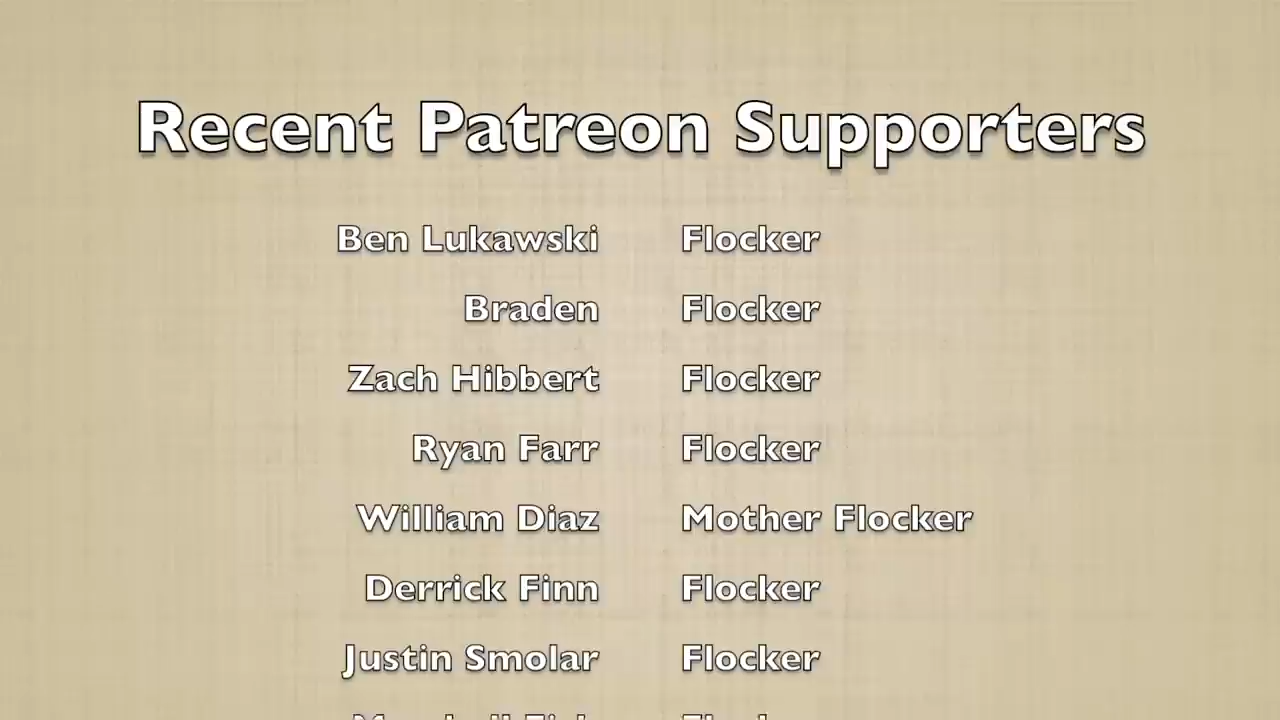 Recent Patreon Supporters
Ben Lukawski Flocker
Braden Flocker
Zach Hibbert Flocker
Ryan Farr Flocker
William Diaz Mother Flocker
Derrick Finn Flocker
Justin Smolar Flocker